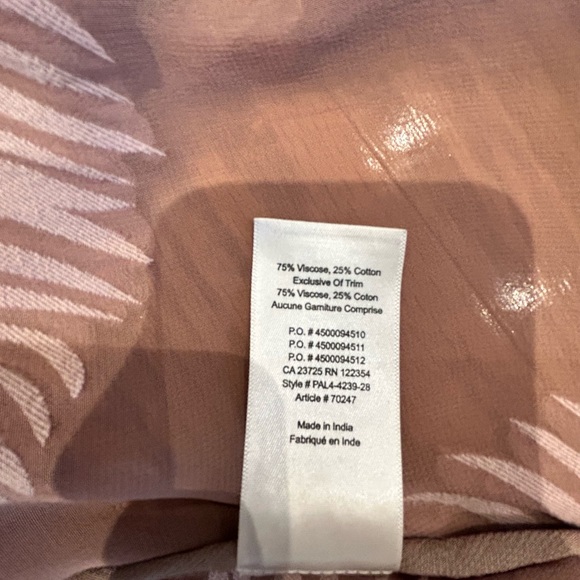 75% Viscose, 25% Cotton
Exclusive Of Trim
75% Viscose, 25% Coton
Aucune Garniture Comprise
P.O. # 4500094510
P.O. # 4500094511
P.O. # 4500094512
CA 23725 RN 122354
Style # PAL4-4239-28
Article # 70247
Made in India
Fabriqué en Inde